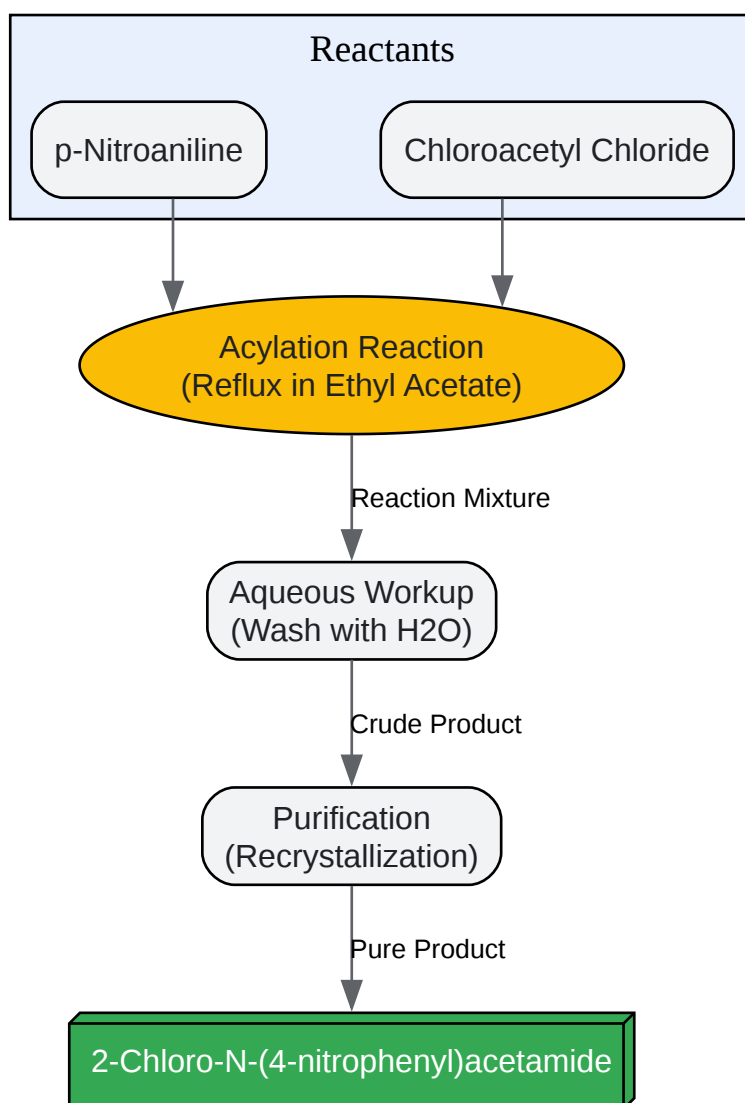 Reactants
p-Nitroaniline
Chloroacetyl Chloride
Acylation Reaction
(Reflux in Ethyl Acetate)
Reaction Mixture
Aqueous Workup
(Wash with H2O)
Crude Product
Purification
(Recrystallization)
Pure Product
2-Chloro-N-(4-nitrophenyl)acetamide